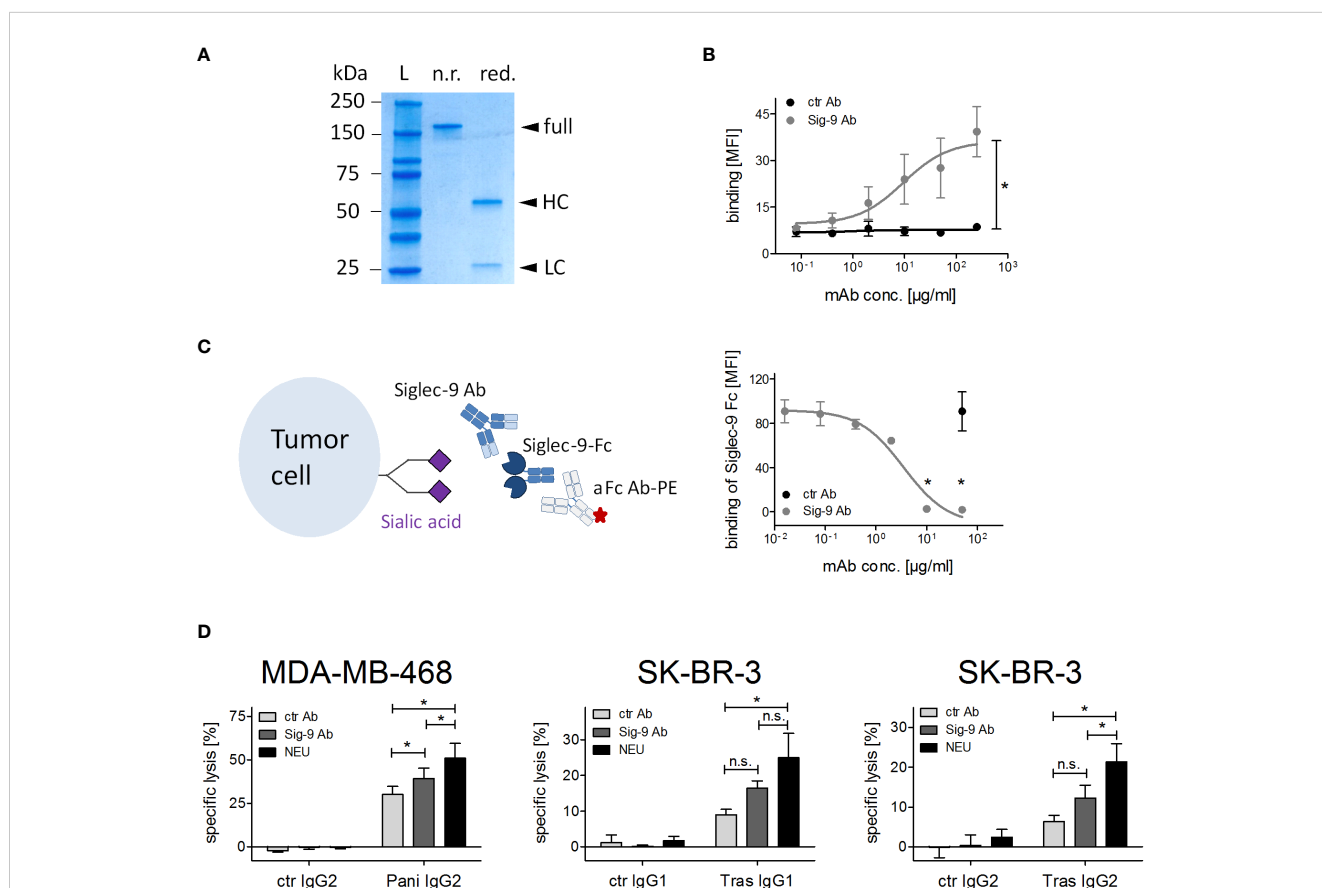 A
kDa L n.r. red.
250
150
75
50
25
full
HC
LC
B
ctr Ab
Sig-9 Ab
binding [MFI]
45
30
15
0
10⁻¹ 10⁰ 10¹ 10² 10³
mAb conc. [µg/ml]
*
C
Tumor
cell
Siglec-9 Ab
Siglec-9-Fc
aFc Ab-PE
Sialic acid
binding of Siglec-9 Fc [MFI]
120
80
40
0
* *
ctr Ab
Sig-9 Ab
10⁻² 10⁻¹ 10⁰ 10¹ 10²
mAb conc. [µg/ml]
D
MDA-MB-468
specific lysis [%]
75
50
25
0
ctr Ab
Sig-9 Ab
NEU
*
*
*
ctr IgG2 Pani IgG2
SK-BR-3
specific lysis [%]
30
20
10
0
ctr Ab
Sig-9 Ab
NEU
*
n.s.
n.s.
ctr IgG1 Tras IgG1
SK-BR-3
specific lysis [%]
30
20
10
0
ctr Ab
Sig-9 Ab
NEU
*
*
n.s.
ctr IgG2 Tras IgG2